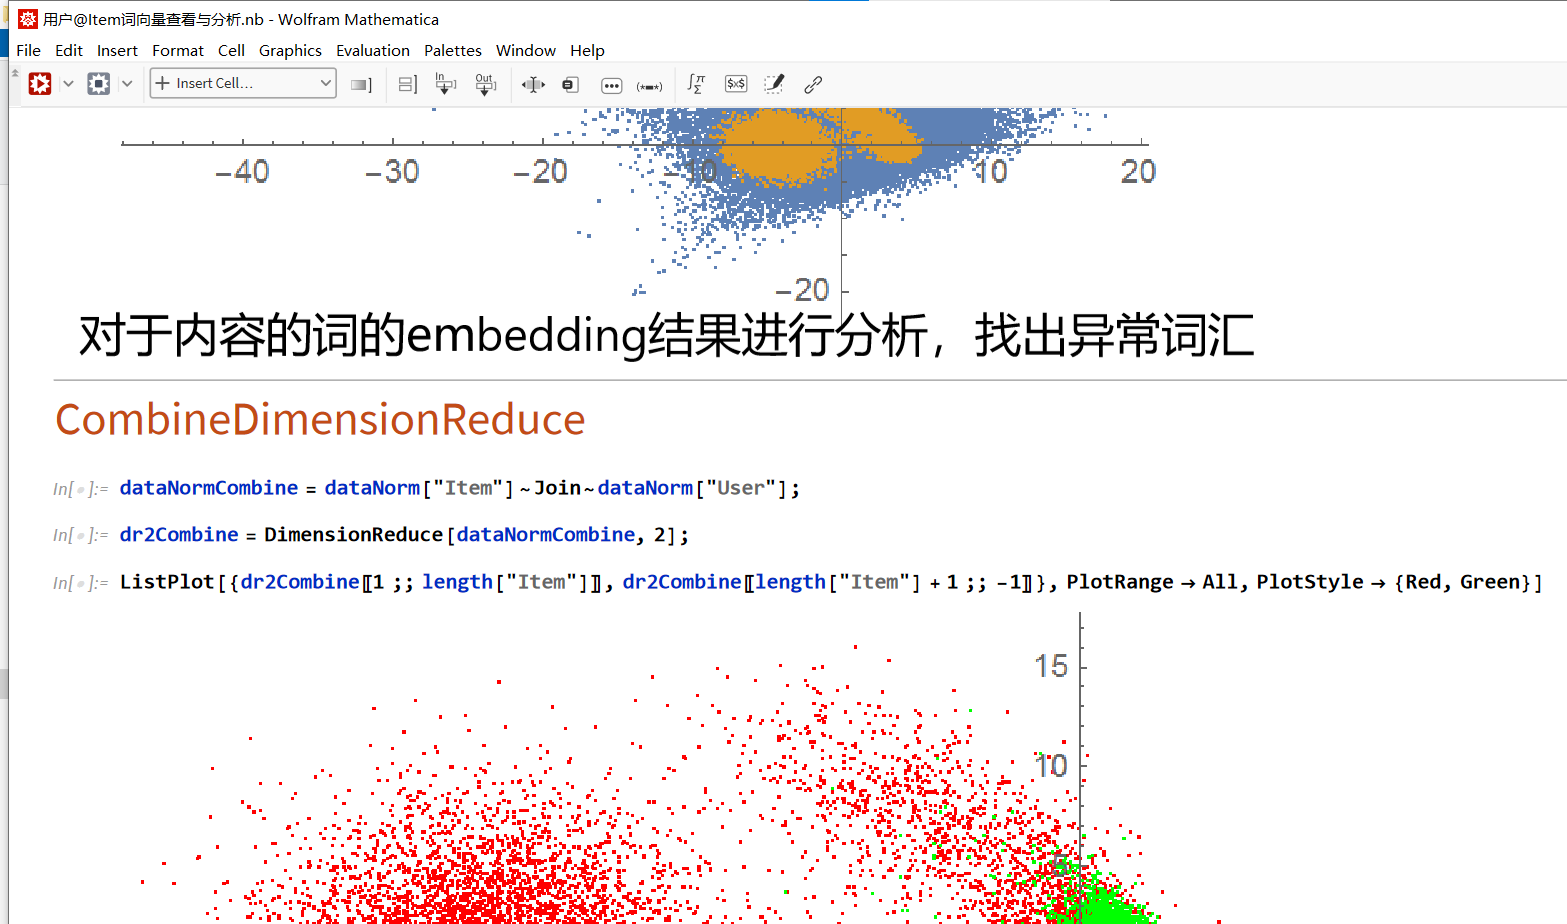 用户@Item词向量查看与分析.nb - Wolfram Mathematica
File Edit Insert Format Cell Graphics Evaluation Palettes Window Help
Insert Cell...
In
Out
(*▪*)
∫π
Σ
$x$
−40 −30 −20 −10 10 20
−20
对于内容的词的embedding结果进行分析，找出异常词汇
CombineDimensionReduce
In[●]:= dataNormCombine = dataNorm["Item"]~Join~dataNorm["User"];
In[●]:= dr2Combine = DimensionReduce[dataNormCombine, 2];
In[●]:= ListPlot[{dr2Combine〚1 ;; length["Item"]〛, dr2Combine〚length["Item"] + 1 ;; −1〛}, PlotRange → All, PlotStyle → {Red, Green}]
15
10
5